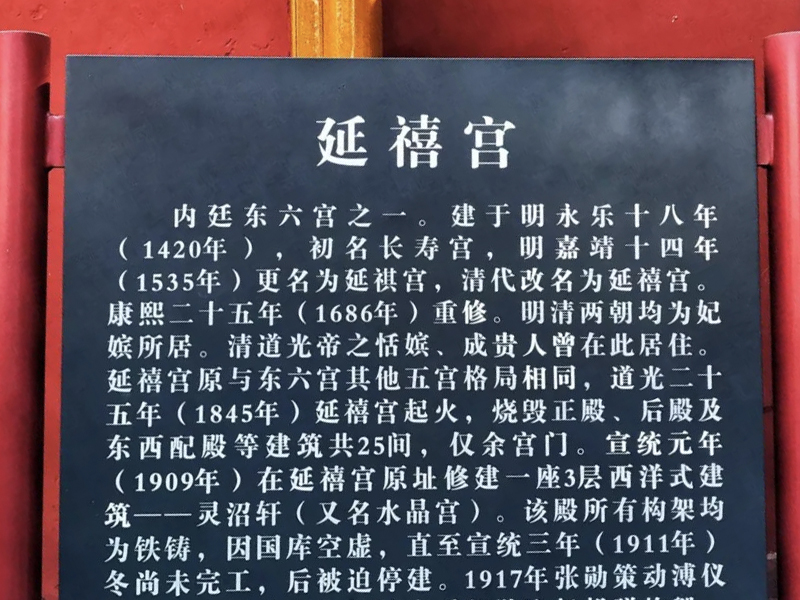 延禧宫
内廷东六宫之一。建于明永乐十八年
（1420年），初名长寿宫，明嘉靖十四年
（1535年）更名为延祺宫，清代改名为延禧宫。
康熙二十五年（1686年）重修。明清两朝均为妃
嫔所居。清道光帝之恬嫔、成贵人曾在此居住。
延禧宫原与东六宫其他五宫格局相同，道光二十
五年（1845年）延禧宫起火，烧毁正殿、后殿及
东西配殿等建筑共25间，仅余宫门。宣统元年
（1909年）在延禧宫原址修建一座3层西洋式建
筑——灵沼轩（又名水晶宫）。该殿所有构架均
为铁铸，因国库空虚，直至宣统三年（1911年）
冬尚未完工，后被迫停建。1917年张勋策动溥仪